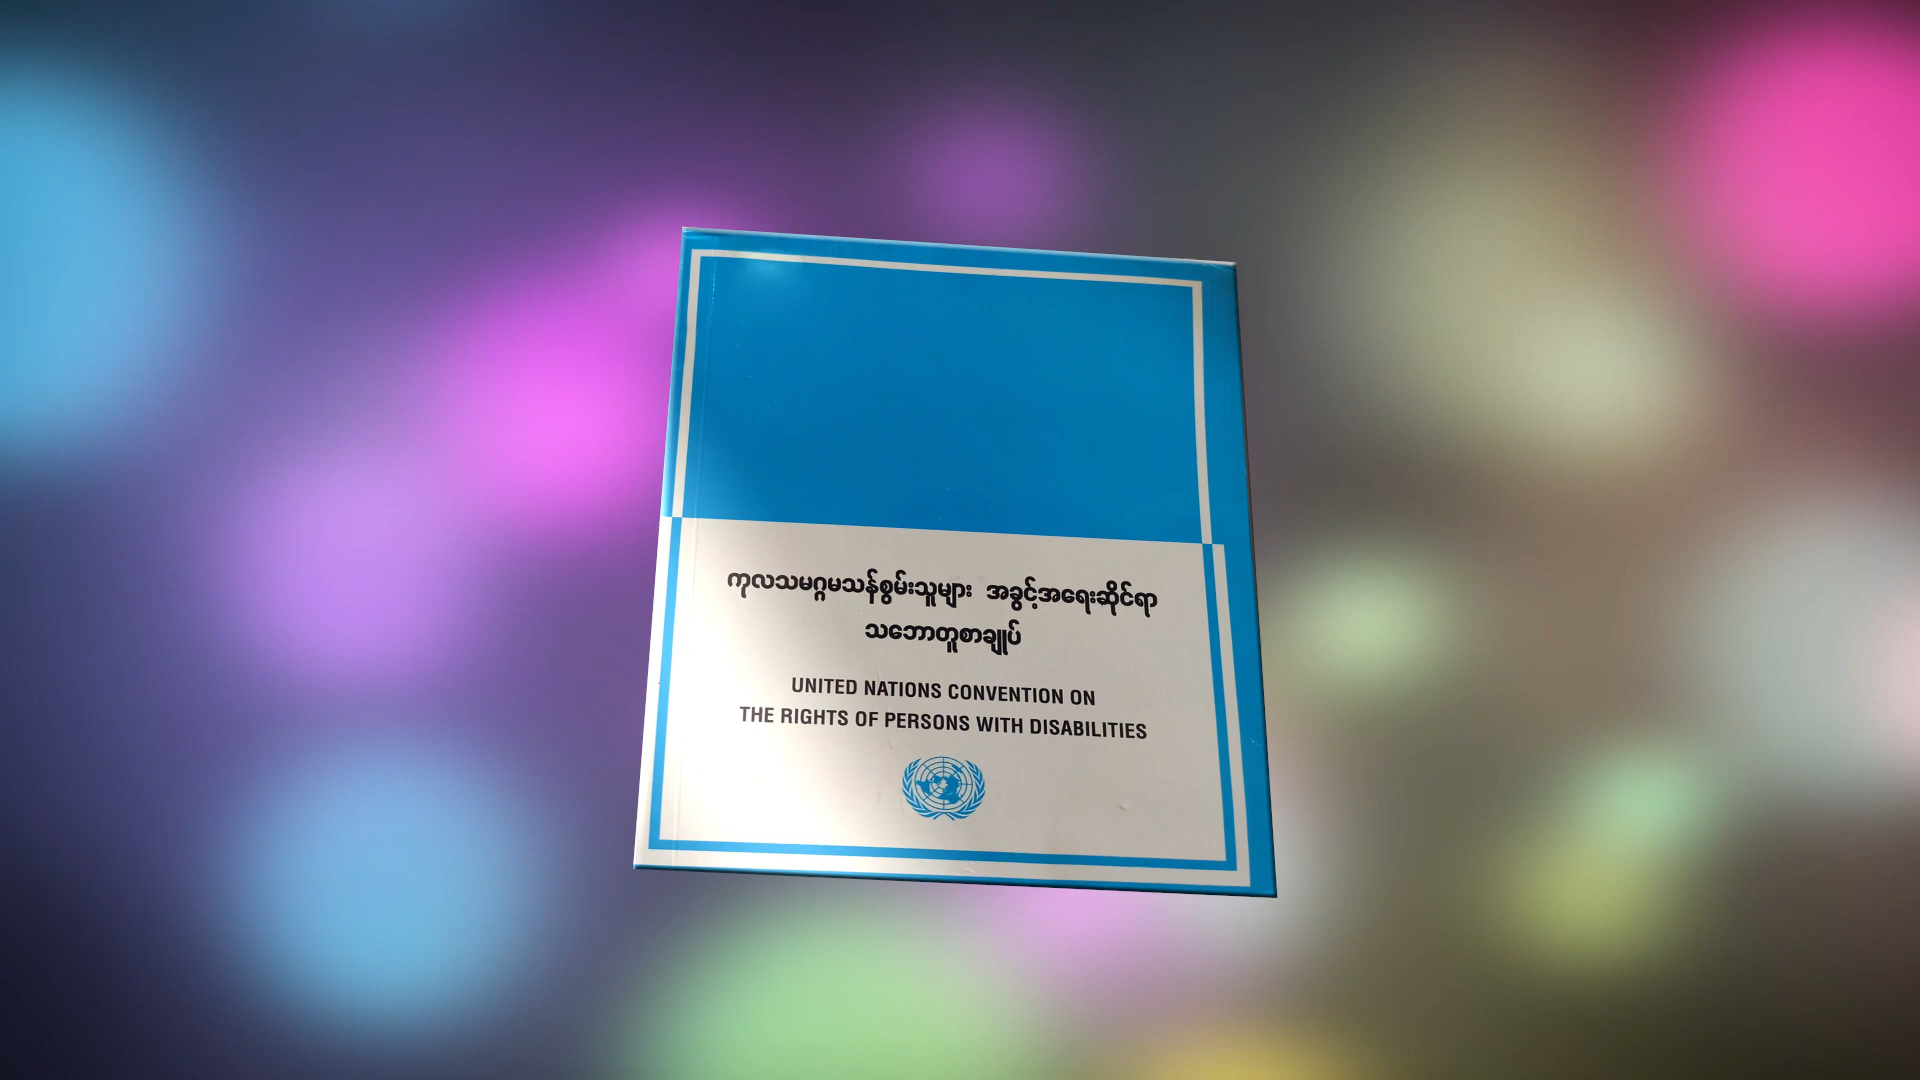 ကုလသမဂ္ဂမသန်စွမ်းသူများ အခွင့်အရေးဆိုင်ရာ
သဘောတူစာချုပ်
UNITED NATIONS CONVENTION ON
THE RIGHTS OF PERSONS WITH DISABILITIES